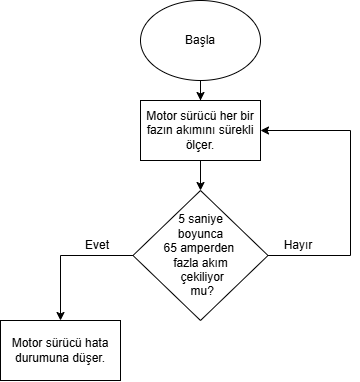 Başla
Motor sürücü her bir
fazın akımını sürekli
ölçer.
5 saniye
boyunca
65 amperden
fazla akım
çekiliyor
mu?
Evet
Hayır
Motor sürücü hata
durumuna düşer.